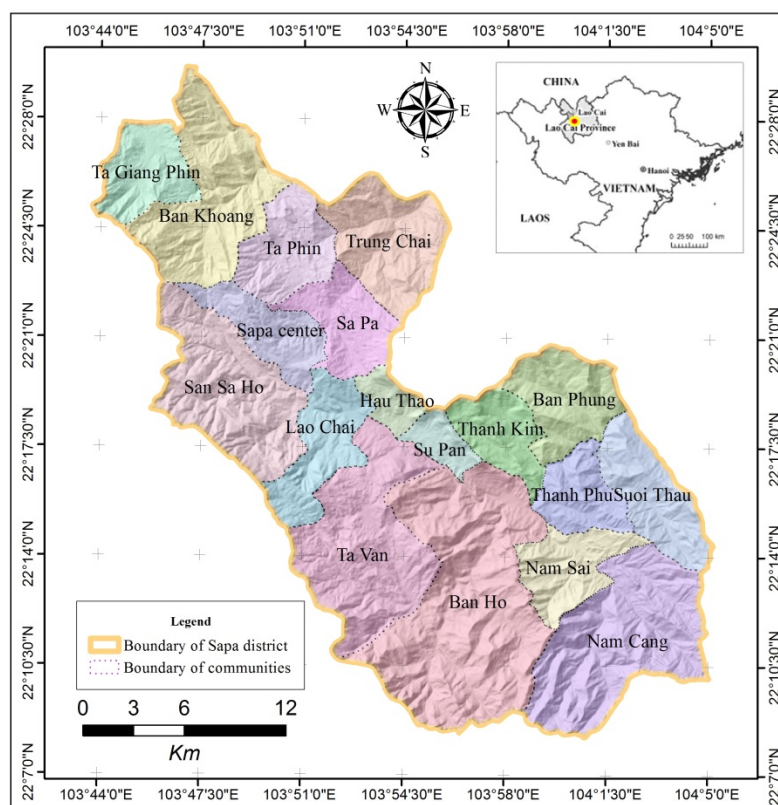 103°44'0"E 103°47'30"E 103°51'0"E 103°54'30"E 103°58'0"E 104°1'30"E 104°5'0"E
22°28'0"N
22°24'30"N
22°21'0"N
22°17'30"N
22°14'0"N
22°10'30"N
22°7'0"N
N
W E
S
CHINA
Lao Cai
Lao Cai Province
Yen Bai
Hanoi
VIETNAM
LAOS
0 25 50 100 km
Ta Giang Phin
Ban Khoang
Ta Phin
Trung Chai
Sapa center
Sa Pa
San Sa Ho
Hau Thao
Ban Phung
Lao Chai
Thanh Kim
Su Pan
Thanh Phu
Suoi Thau
Ta Van
Nam Sai
Ban Ho
Nam Cang
Legend
Boundary of Sapa district
Boundary of communities
0 3 6 12
Km
22°28'0"N
22°24'30"N
22°21'0"N
22°17'30"N
22°14'0"N
22°10'30"N
22°7'0"N
103°44'0"E 103°47'30"E 103°51'0"E 103°54'30"E 103°58'0"E 104°1'30"E 104°5'0"E